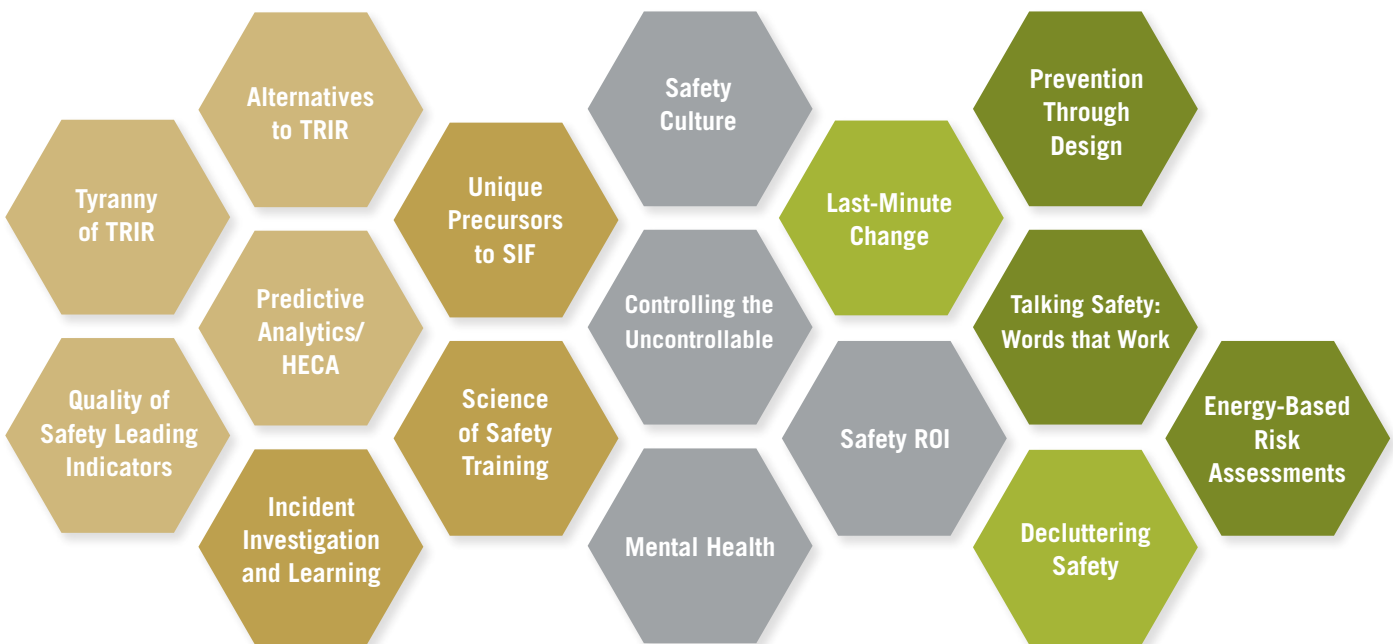 Alternatives
to TRIR
Safety
Culture
Prevention
Through
Design
Tyranny
of TRIR
Unique
Precursors
to SIF
Last-Minute
Change
Predictive
Analytics/
HECA
Controlling the
Uncontrollable
Talking Safety:
Words that Work
Quality of
Safety Leading
Indicators
Science
of Safety
Training
Safety ROI
Energy-Based
Risk
Assessments
Incident
Investigation
and Learning
Mental Health
Decluttering
Safety